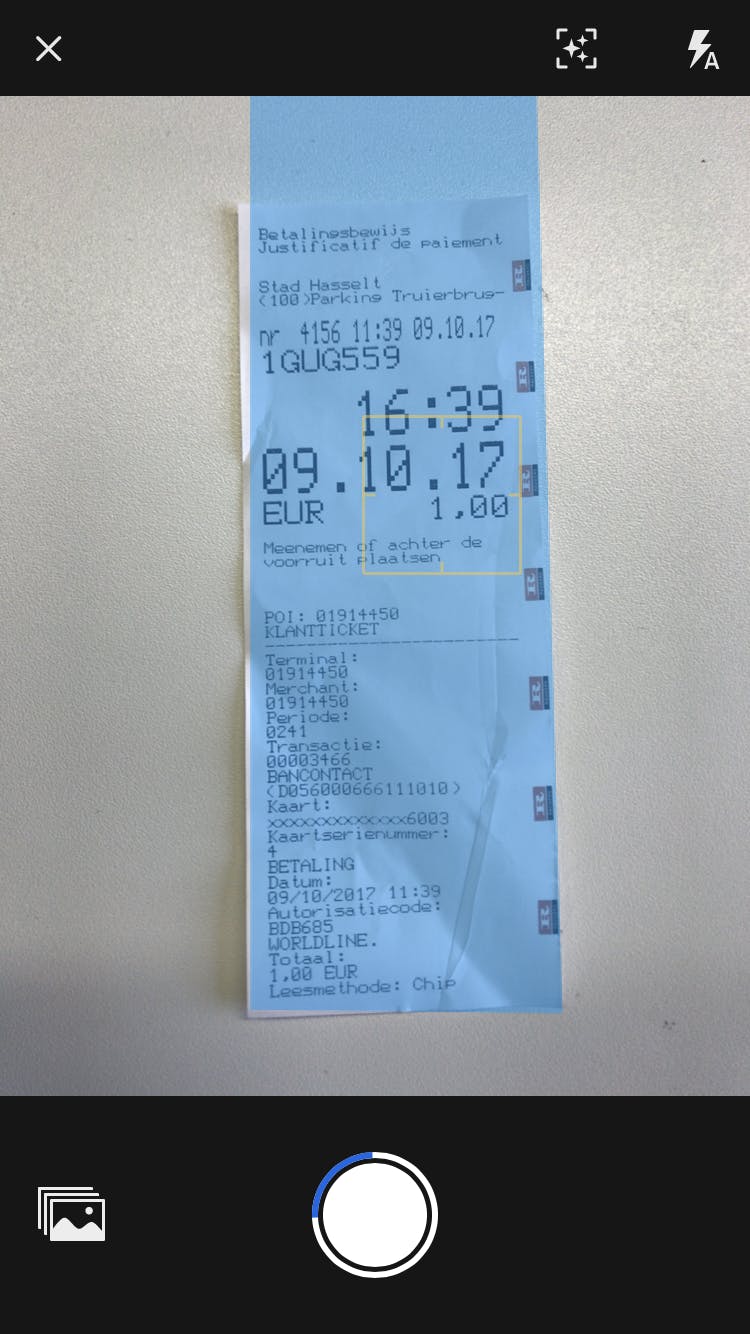 A
Betalingsbewijs
Justificatif de paiement
Stad Hasselt
(100)Parking Truierbrug-
nr 4156 11:39 09.10.17
1GUG559
16:39
09.10.17
EUR 1,00
Meenemen of achter de
voorruit plaatsen
POI: 01914450
KLANTTICKET
------------------------
Terminal:
01914450
Merchant:
01914450
Periode:
0241
Transactie:
00003466
BANCONTACT
(D056000666111010)
Kaart:
xxxxxxxxxxxxx6003
Kaartserienummer:
4
BETALING
Datum:
09/10/2017 11:39
Autorisatiecode:
BDB685
WORLDLINE.
Totaal:
1,00 EUR
Leesmethode: Chip